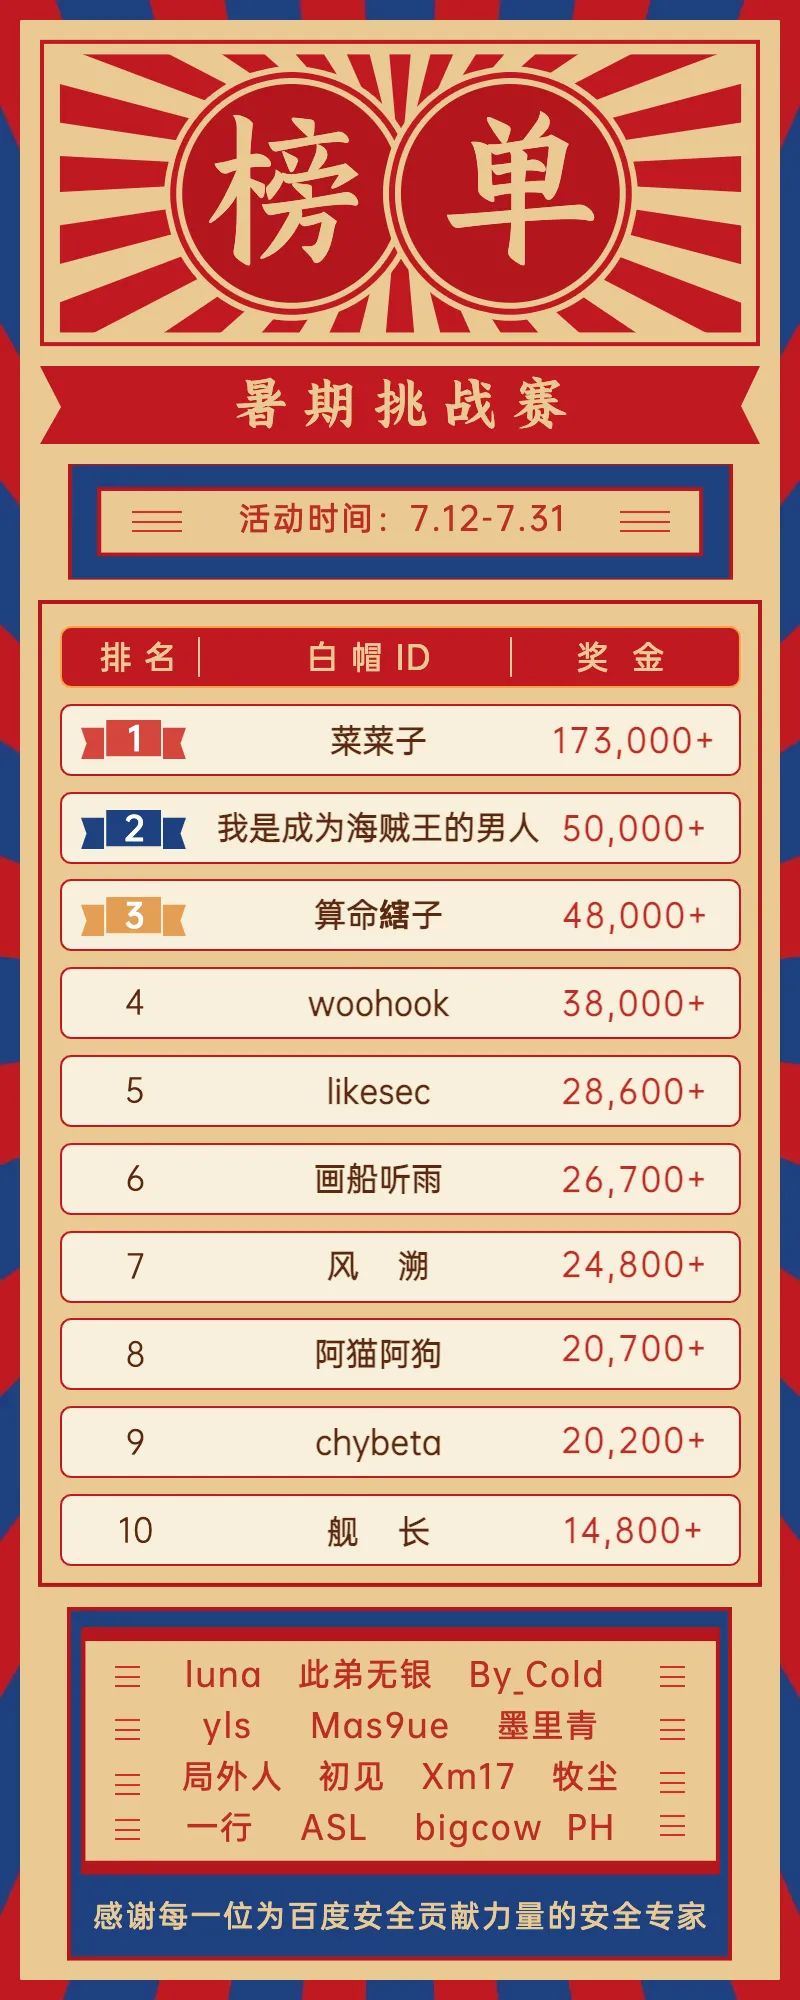 榜单
暑期挑战赛
活动时间：7.12-7.31
排名 白帽ID 奖金
1 菜菜子 173,000+
2 我是成为海贼王的男人 50,000+
3 算命縖子 48,000+
4 woohook 38,000+
5 likesec 28,600+
6 画船听雨 26,700+
7 风 溯 24,800+
8 阿猫阿狗 20,700+
9 chybeta 20,200+
10 舰 长 14,800+
luna 此弟无银 By_Cold
yls Mas9ue 墨里青
局外人 初见 Xm17 牧尘
一行 ASL bigcow PH
感谢每一位为百度安全贡献力量的安全专家